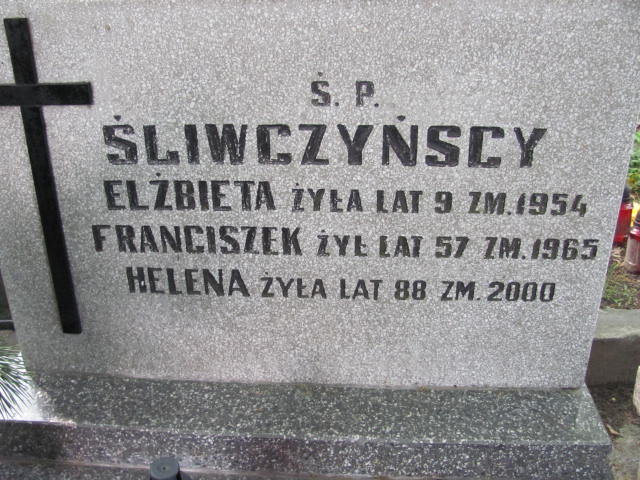 Ś. P.
ŚLIWCZYŃSCY
ELŻBIETA ŻYŁA LAT 9 ZM. 1954
FRANCISZEK ŻYŁ LAT 57 ZM. 1965
HELENA ŻYŁA LAT 88 ZM. 2000